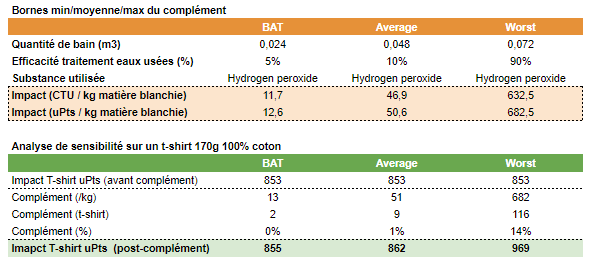 Bornes min/moyenne/max du complément
BAT Average Worst
Quantité de bain (m3) 0,024 0,048 0,072
Efficacité traitement eaux usées (%) 5% 10% 90%
Substance utilisée Hydrogen peroxide Hydrogen peroxide Hydrogen peroxide
Impact (CTU / kg matière blanchie) 11,7 46,9 632,5
Impact (uPts / kg matière blanchie) 12,6 50,6 682,5
Analyse de sensibilité sur un t-shirt 170g 100% coton
BAT Average Worst
Impact T-shirt uPts (avant complément) 853 853 853
Complément (/kg) 13 51 682
Complément (t-shirt) 2 9 116
Complément (%) 0% 1% 14%
Imapct T-shirt uPts (post-complément) 855 862 969